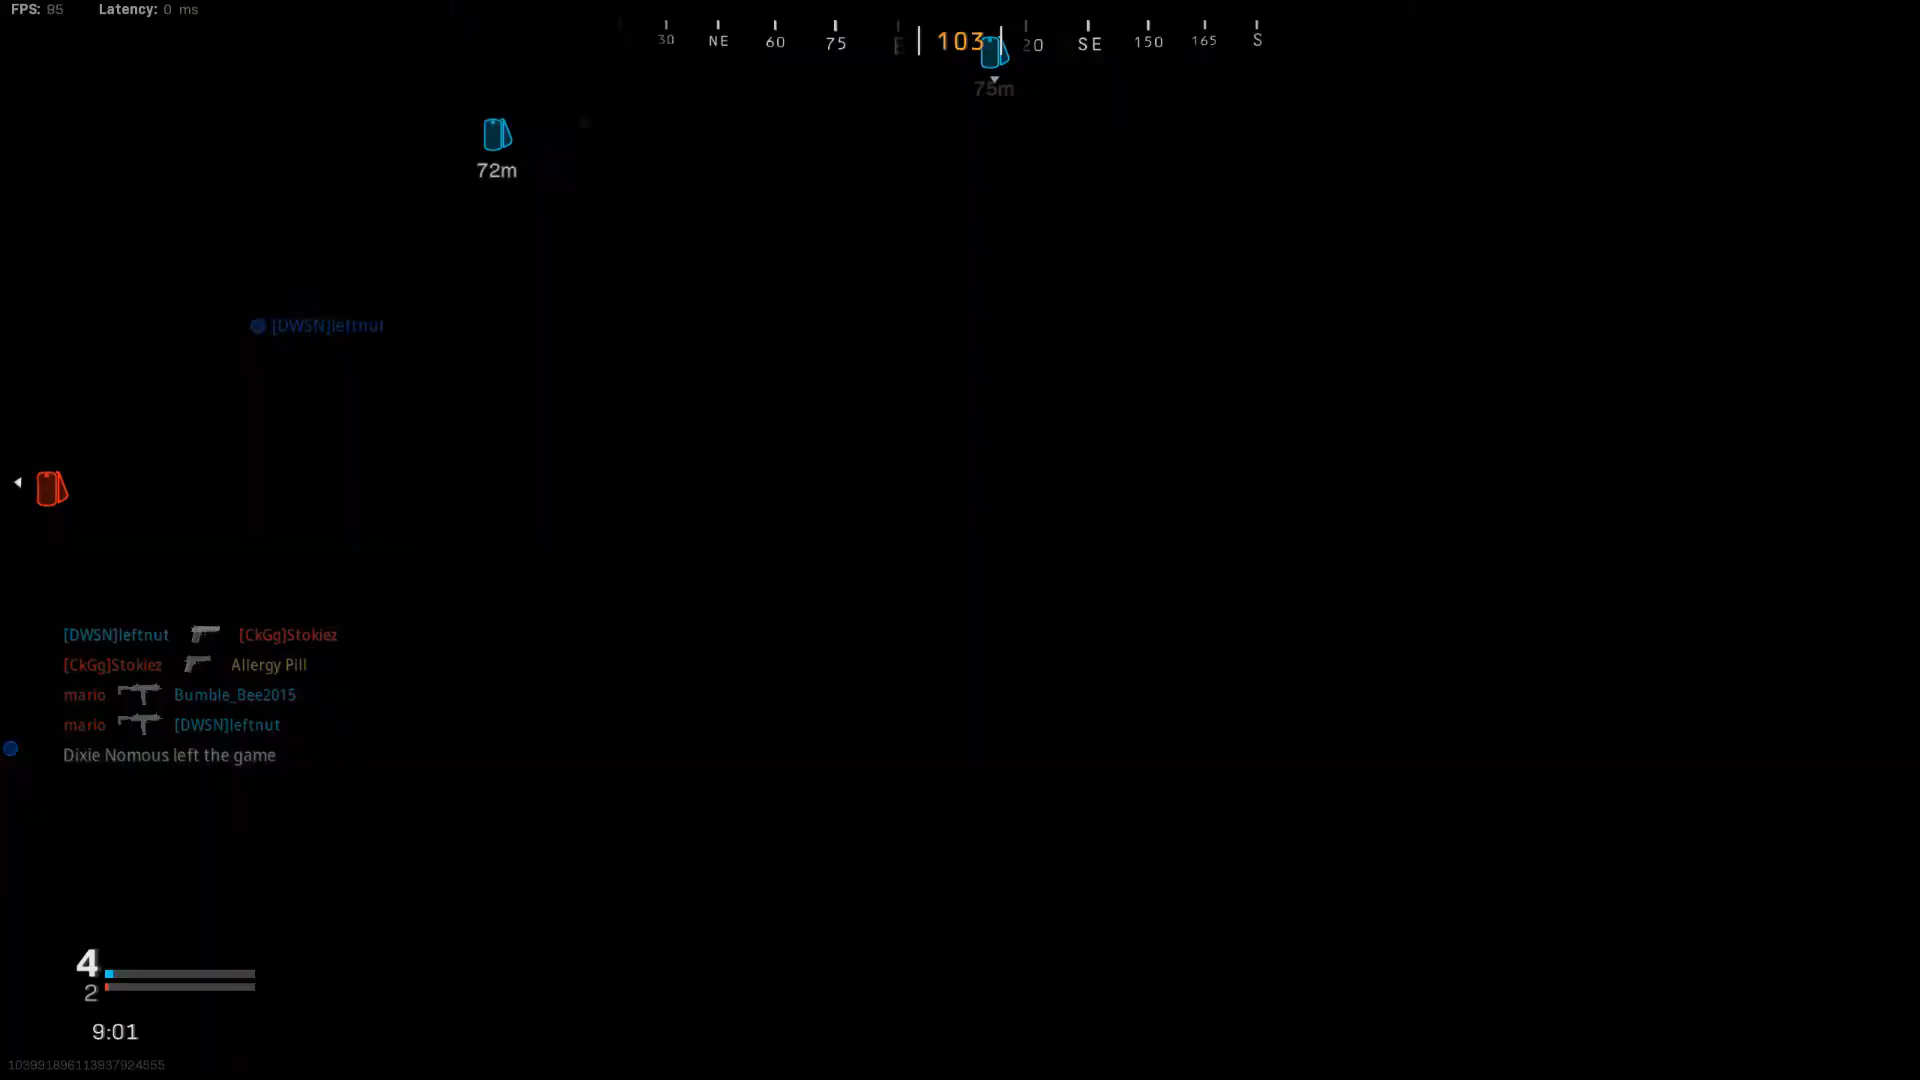 FPS: 85 Latency: 0 ms
30 NE 60 75 E 103 20 SE 150 165 S
75m
72m
[DWSN]leftnut
[DWSN]leftnut [CkGg]Stokiez
[CkGg]Stokiez Allergy Pill
mario Bumble_Bee2015
mario [DWSN]leftnut
Dixie Nomous left the game
4
2
9:01
103991896113937924555